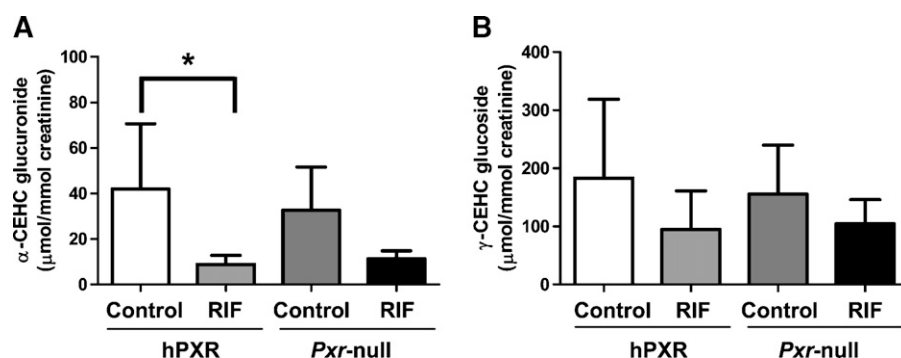 A
α-CEHC glucuronide
(μmol/mmol creatinine)
100
80
60
40
20
0
*
Control RIF Control RIF
hPXR Pxr-null
B
γ-CEHC glucoside
(μmol/mmol creatinine)
400
300
200
100
0
Control RIF Control RIF
hPXR Pxr-null